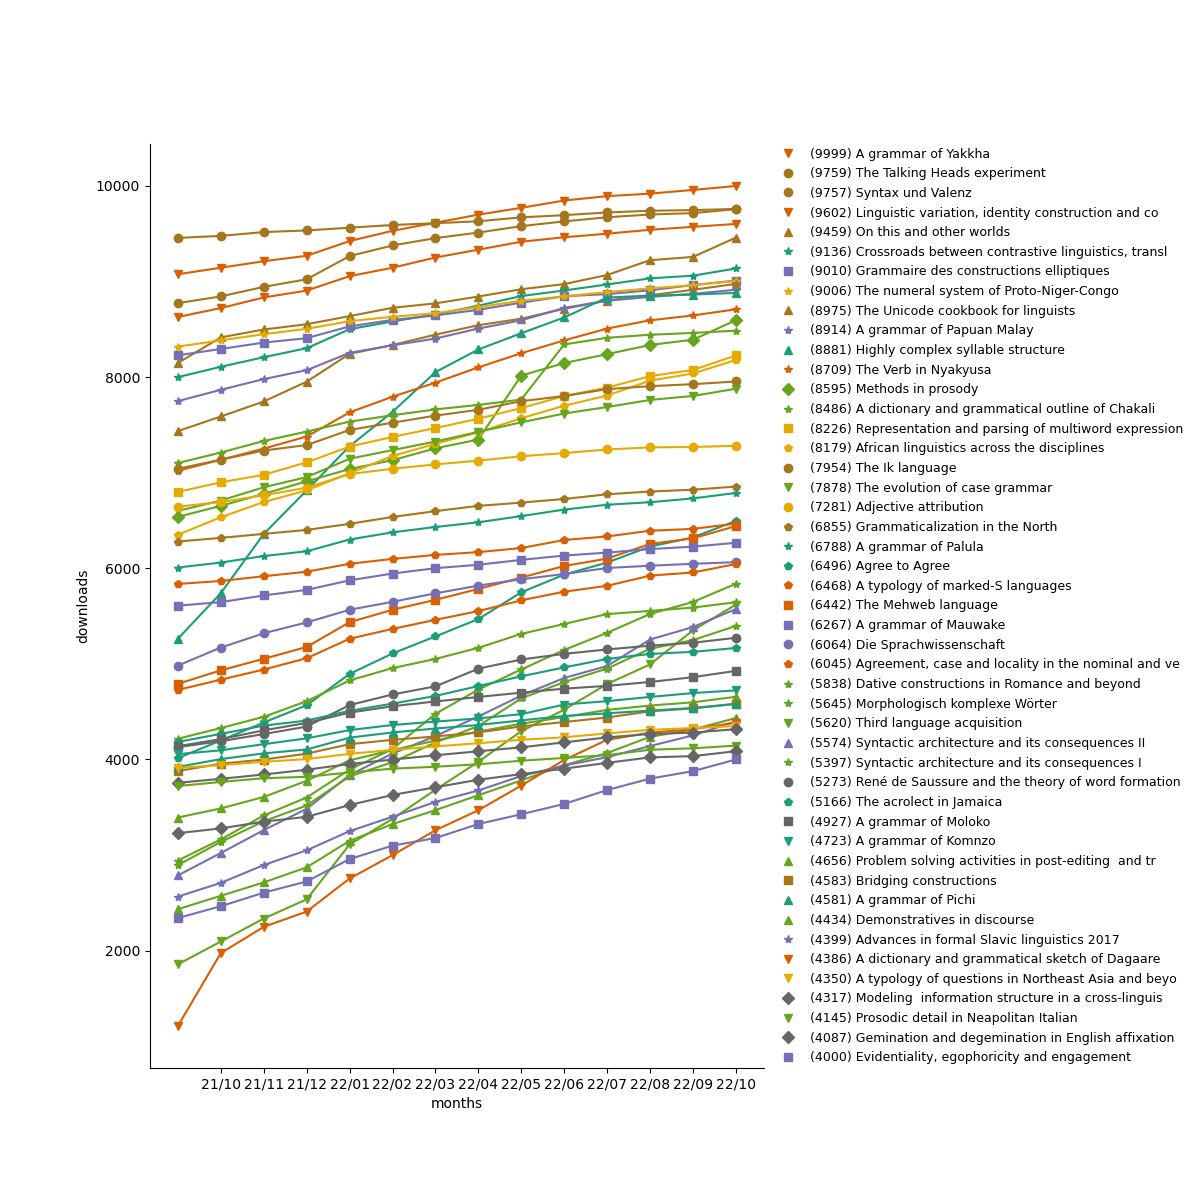 10000
8000
6000
4000
2000
downloads
21/10 21/11 21/12 22/01 22/02 22/03 22/04 22/05 22/06 22/07 22/08 22/09 22/10
months
(9999) A grammar of Yakkha
(9759) The Talking Heads experiment
(9757) Syntax und Valenz
(9602) Linguistic variation, identity construction and co
(9459) On this and other worlds
(9136) Crossroads between contrastive linguistics, transl
(9010) Grammaire des constructions elliptiques
(9006) The numeral system of Proto-Niger-Congo
(8975) The Unicode cookbook for linguists
(8914) A grammar of Papuan Malay
(8881) Highly complex syllable structure
(8709) The Verb in Nyakyusa
(8595) Methods in prosody
(8486) A dictionary and grammatical outline of Chakali
(8226) Representation and parsing of multiword expression
(8179) African linguistics across the disciplines
(7954) The Ik language
(7878) The evolution of case grammar
(7281) Adjective attribution
(6855) Grammaticalization in the North
(6788) A grammar of Palula
(6496) Agree to Agree
(6468) A typology of marked-S languages
(6442) The Mehweb language
(6267) A grammar of Mauwake
(6064) Die Sprachwissenschaft
(6045) Agreement, case and locality in the nominal and ve
(5838) Dative constructions in Romance and beyond
(5645) Morphologisch komplexe Wörter
(5620) Third language acquisition
(5574) Syntactic architecture and its consequences II
(5397) Syntactic architecture and its consequences I
(5273) René de Saussure and the theory of word formation
(5166) The acrolect in Jamaica
(4927) A grammar of Moloko
(4723) A grammar of Komnzo
(4656) Problem solving activities in post-editing  and tr
(4583) Bridging constructions
(4581) A grammar of Pichi
(4434) Demonstratives in discourse
(4399) Advances in formal Slavic linguistics 2017
(4386) A dictionary and grammatical sketch of Dagaare
(4350) A typology of questions in Northeast Asia and beyo
(4317) Modeling  information structure in a cross-linguis
(4145) Prosodic detail in Neapolitan Italian
(4087) Gemination and degemination in English affixation
(4000) Evidentiality, egophoricity and engagement